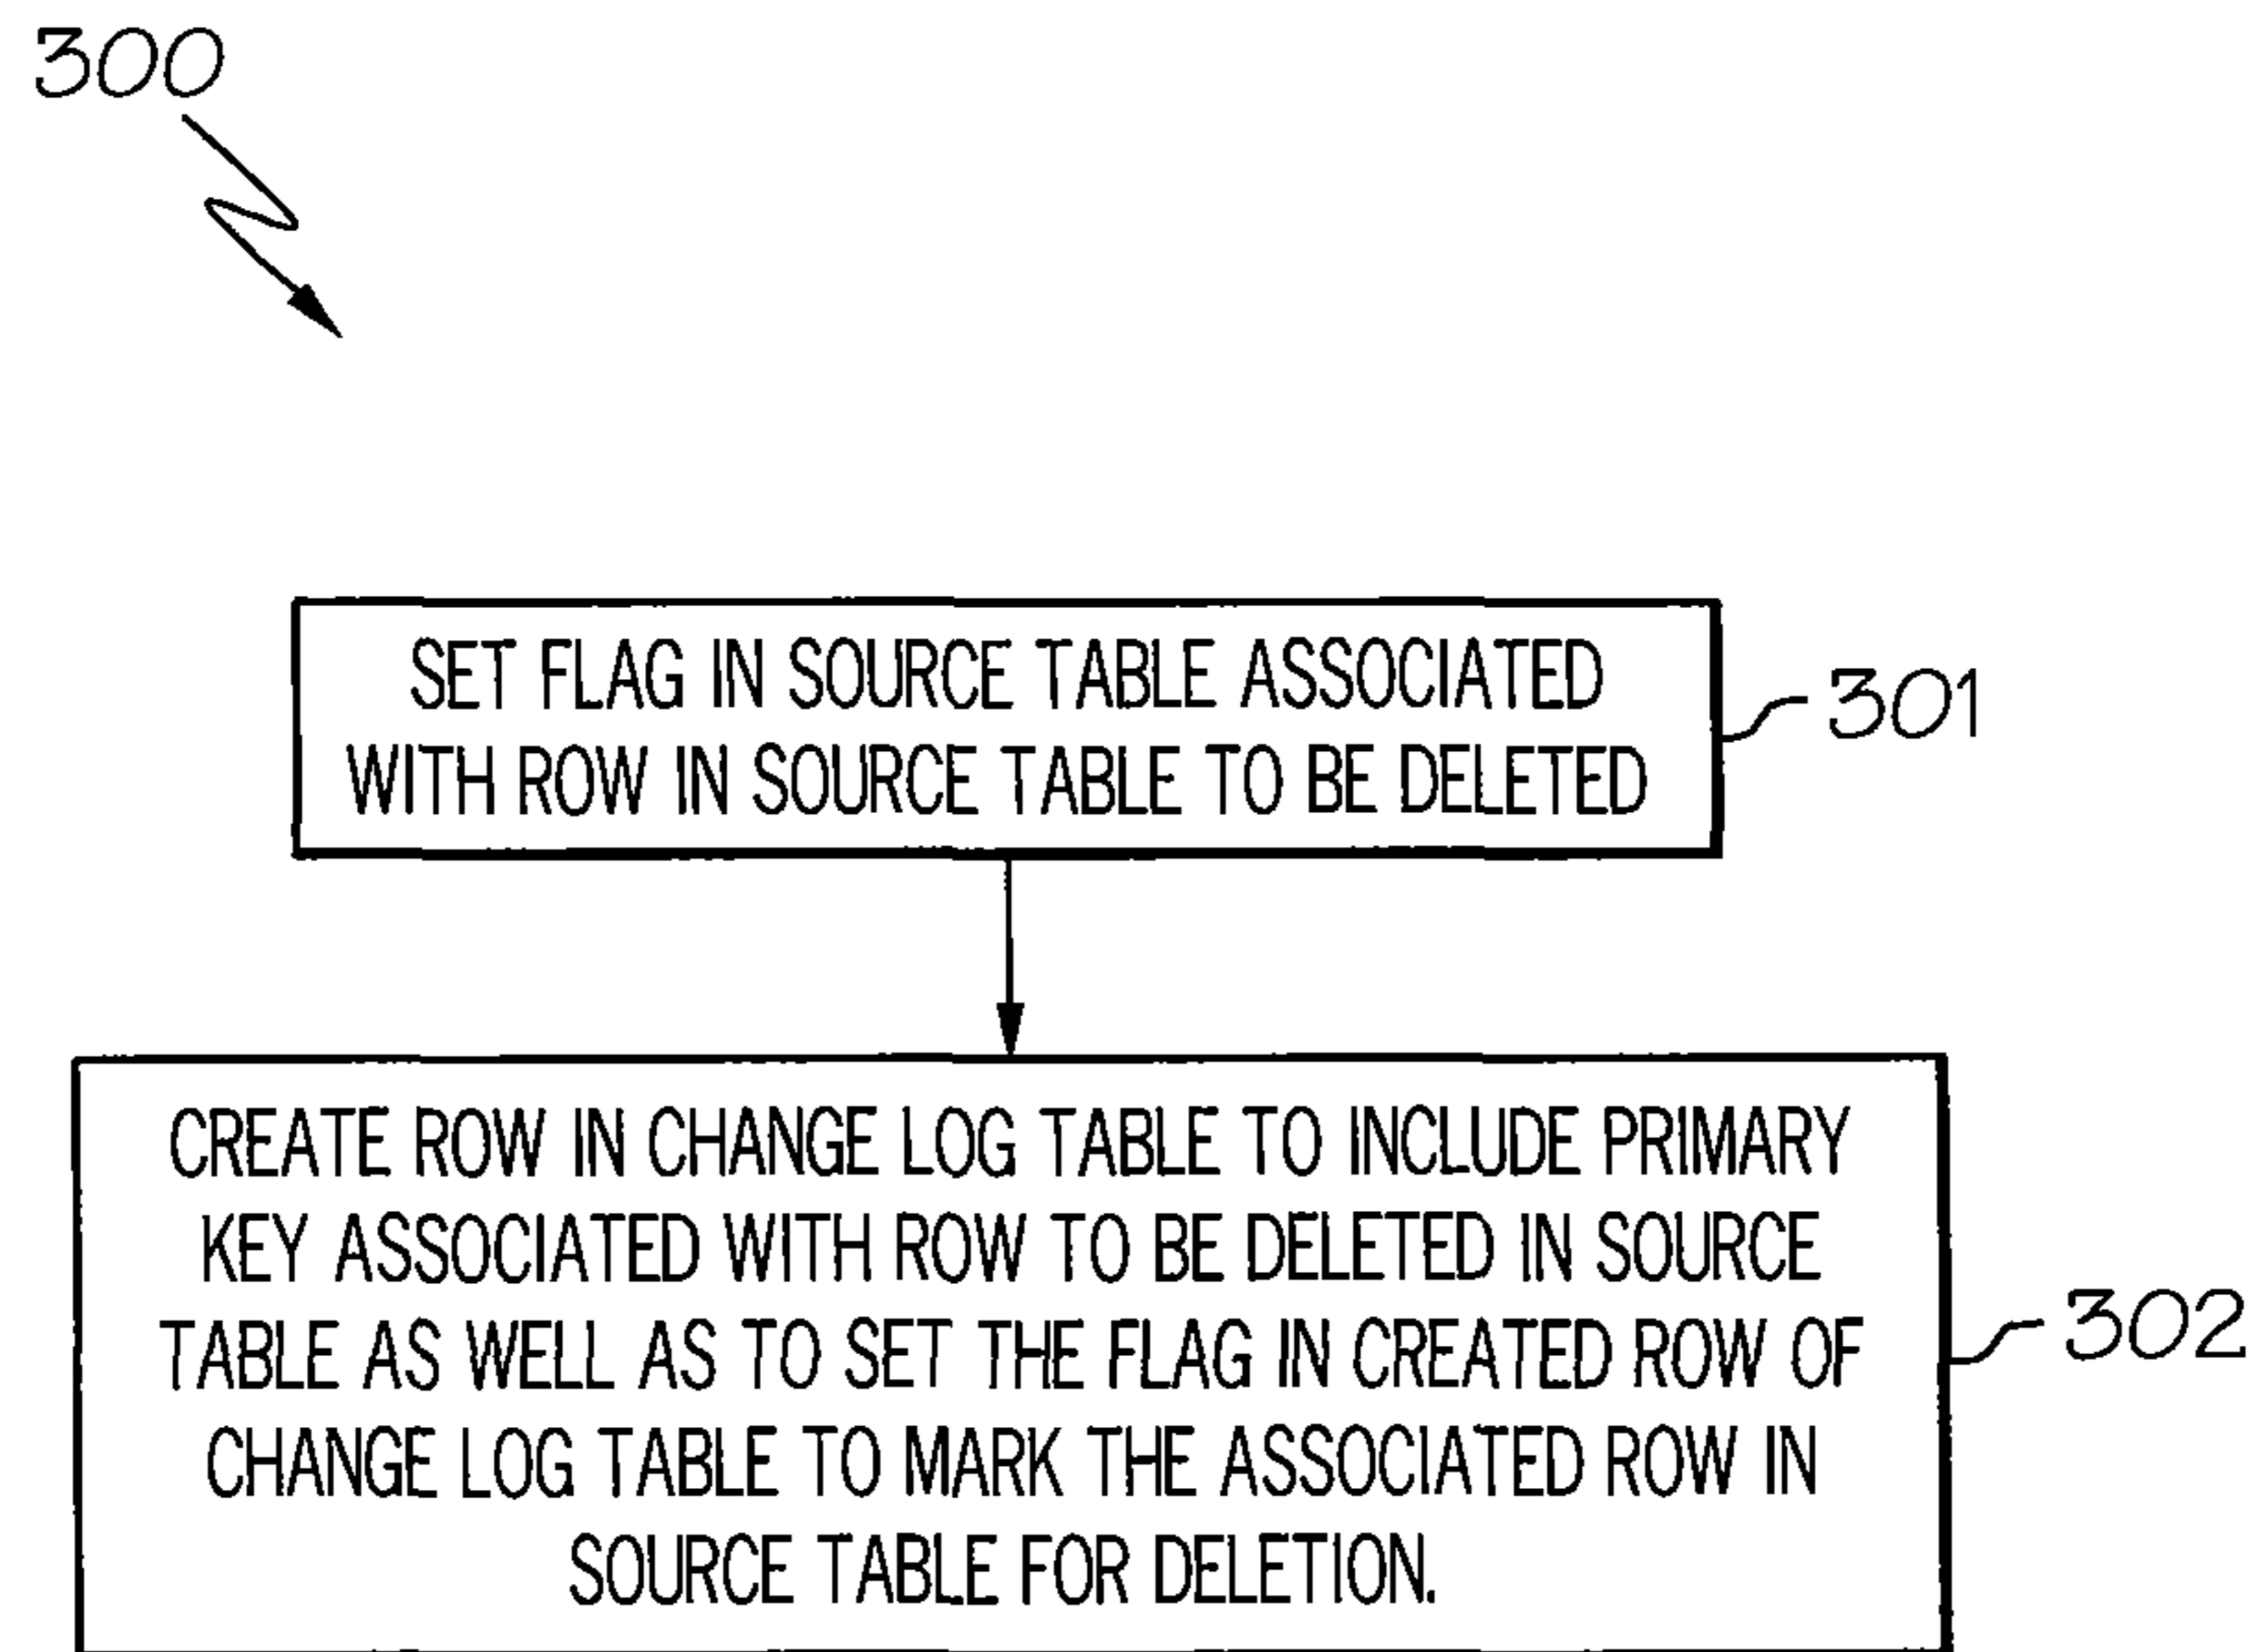 300
SET FLAG IN SOURCE TABLE ASSOCIATED
WITH ROW IN SOURCE TABLE TO BE DELETED
301
CREATE ROW IN CHANGE LOG TABLE TO INCLUDE PRIMARY
KEY ASSOCIATED WITH ROW TO BE DELETED IN SOURCE
TABLE AS WELL AS TO SET THE FLAG IN CREATED ROW OF
CHANGE LOG TABLE TO MARK THE ASSOCIATED ROW IN
SOURCE TABLE FOR DELETION.
302